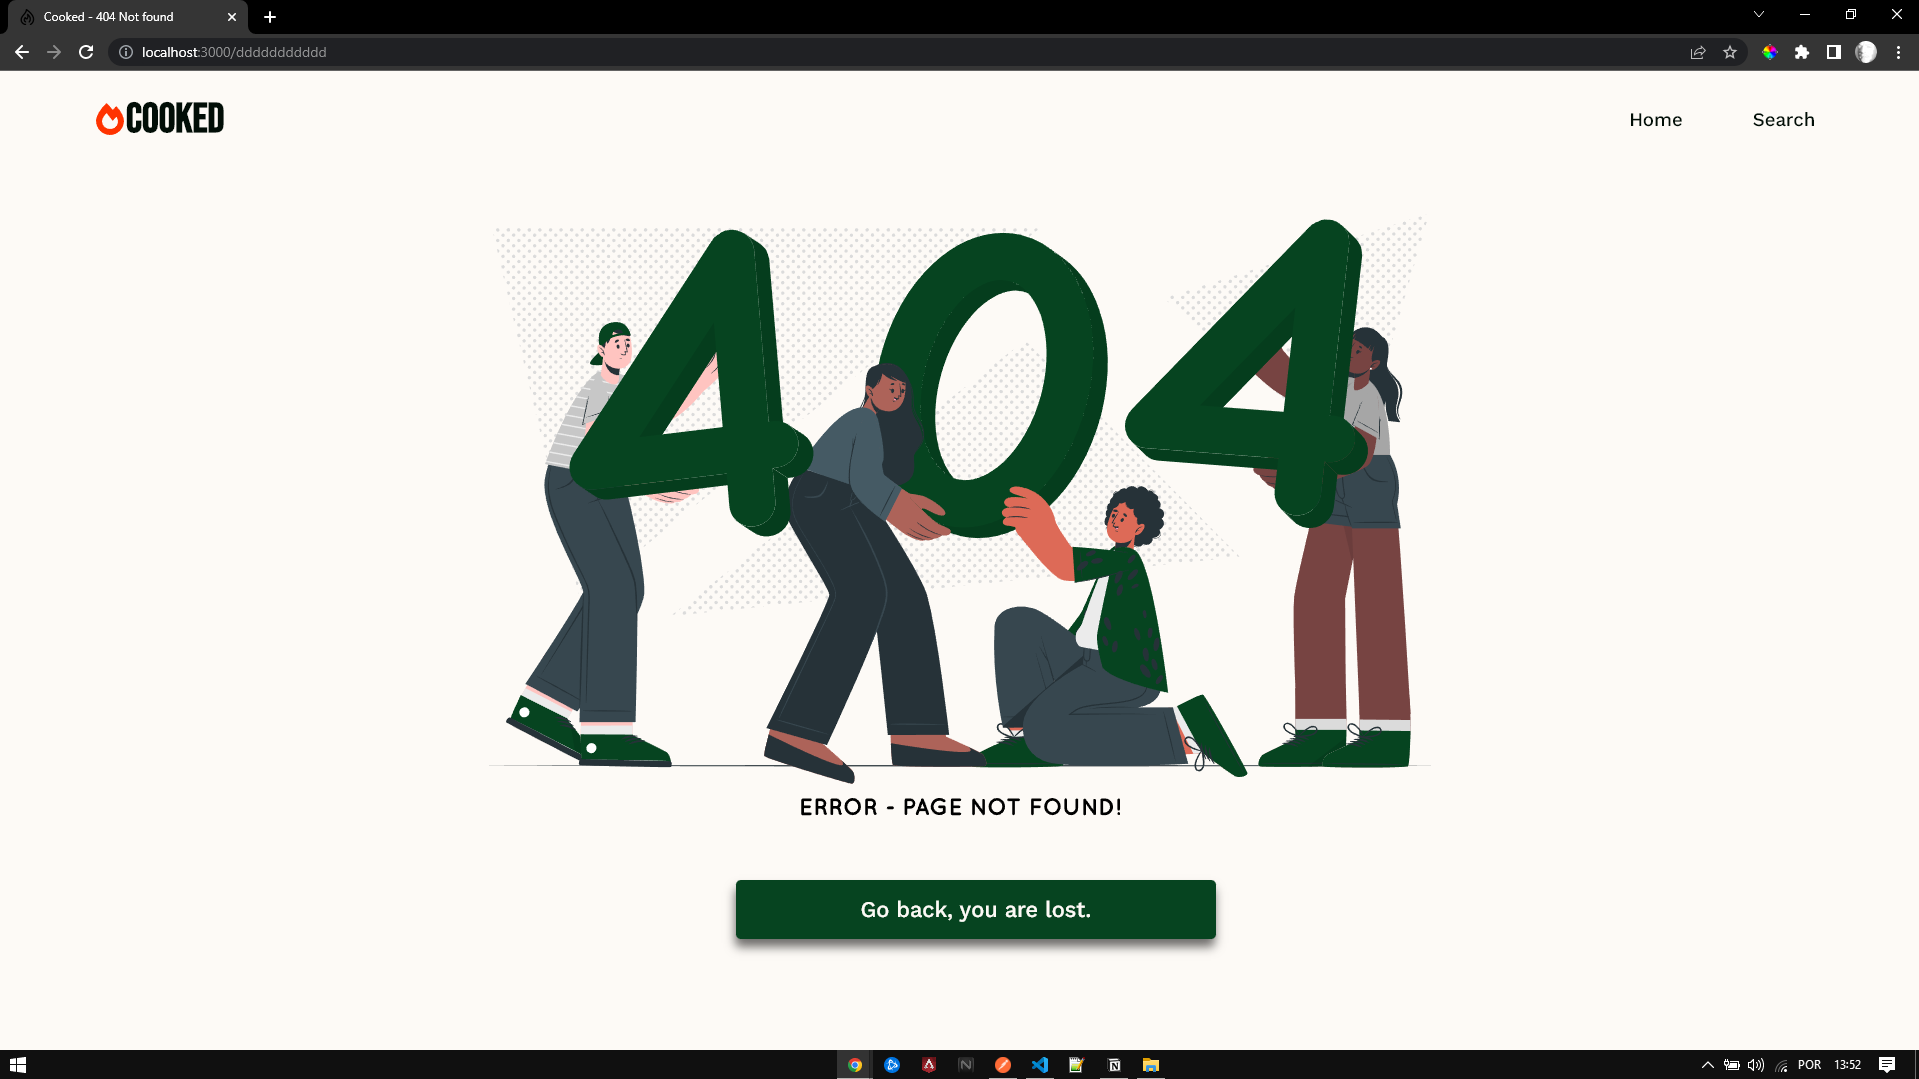 Cooked - 404 Not found
localhost:3000/ddddddddddd
COOKED
Home
Search
404
ERROR - PAGE NOT FOUND!
Go back, you are lost.
POR
13:52